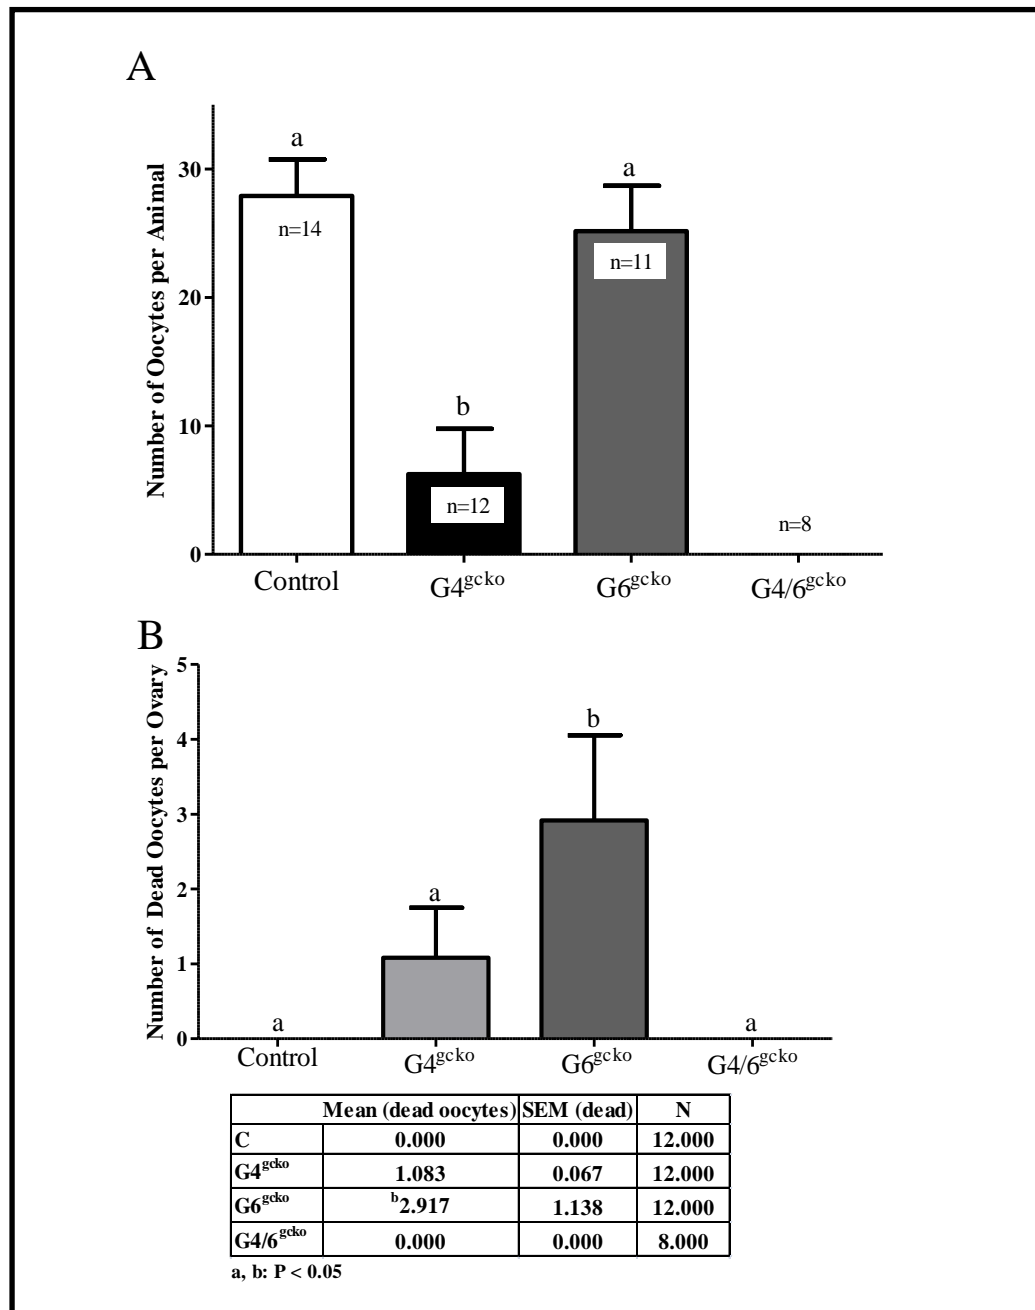 A
Number of Oocytes per Animal
30
20
10
0
a
n=14
b
n=12
a
n=11
n=8
Control G4gcko G6gcko G4/6gcko
B
Number of Dead Oocytes per Ovary
5
4
3
2
1
0
a
a
b
a
Control G4gcko G6gcko G4/6gcko
Mean (dead oocytes) SEM (dead) N
C 0.000 0.000 12.000
G4gcko 1.083 0.067 12.000
G6gcko b2.917 1.138 12.000
G4/6gcko 0.000 0.000 8.000
a, b: P < 0.05